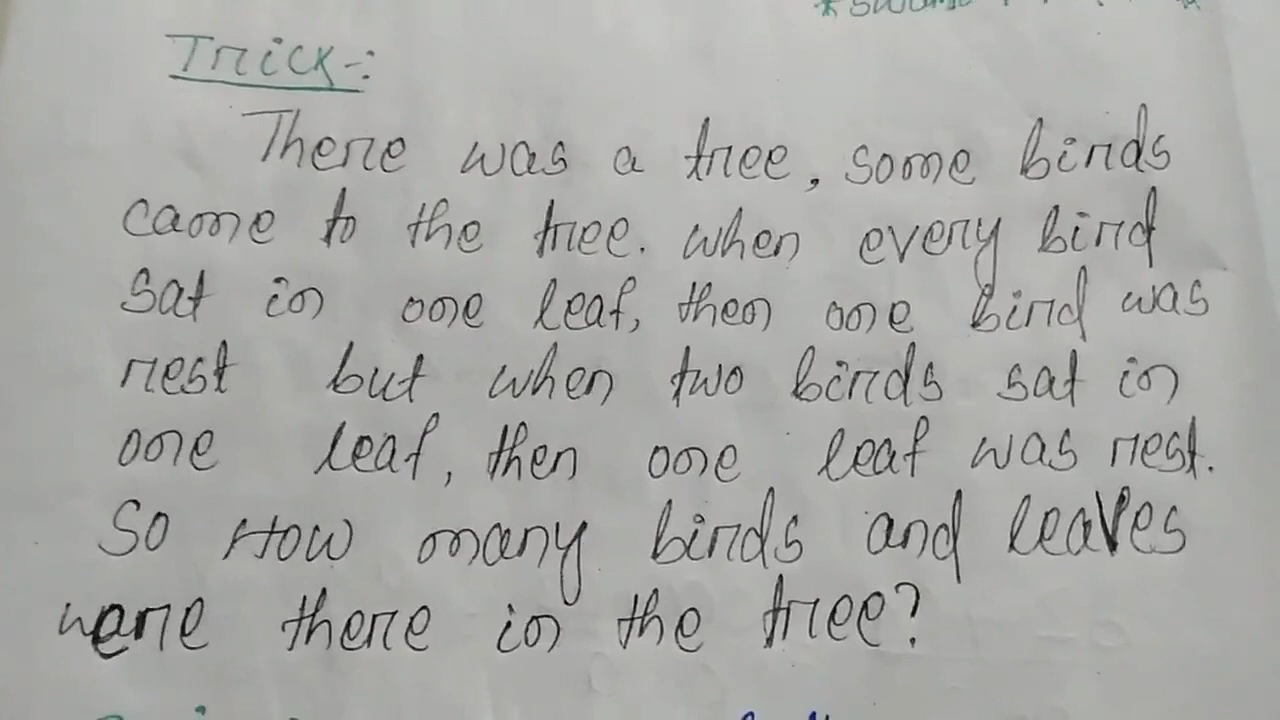 Trick-:
There was a tree, some birds
came to the tree. when every bird
sat in one leaf, then one bird was
rest but when two birds sat in
one leaf, then one leaf was rest.
So How many birds and leaves
were there in the tree?